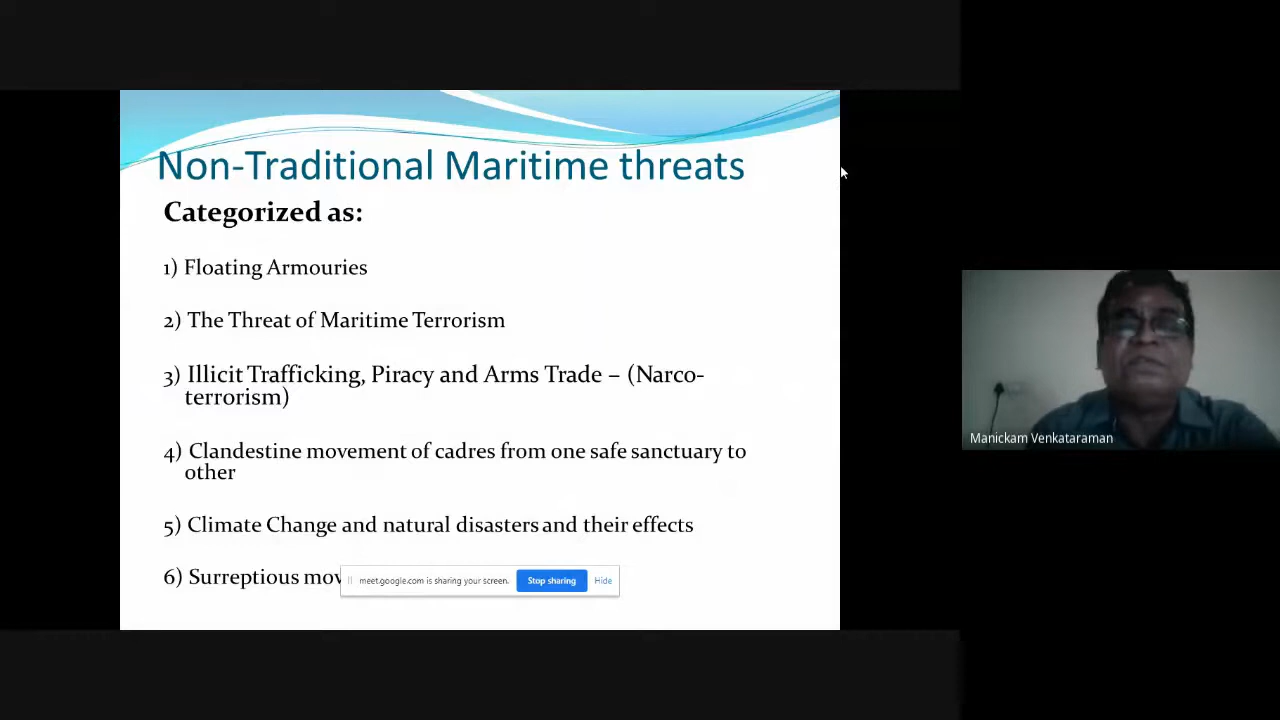 Non-Traditional Maritime threats
Categorized as:
1) Floating Armouries
2) The Threat of Maritime Terrorism
3) Illicit Trafficking, Piracy and Arms Trade – (Narco-
terrorism)
4) Clandestine movement of cadres from one safe sanctuary to
other
5) Climate Change and natural disasters and their effects
6) Surreptious
meet.google.com is sharing your screen. Stop sharing Hide
Manickam Venkataraman